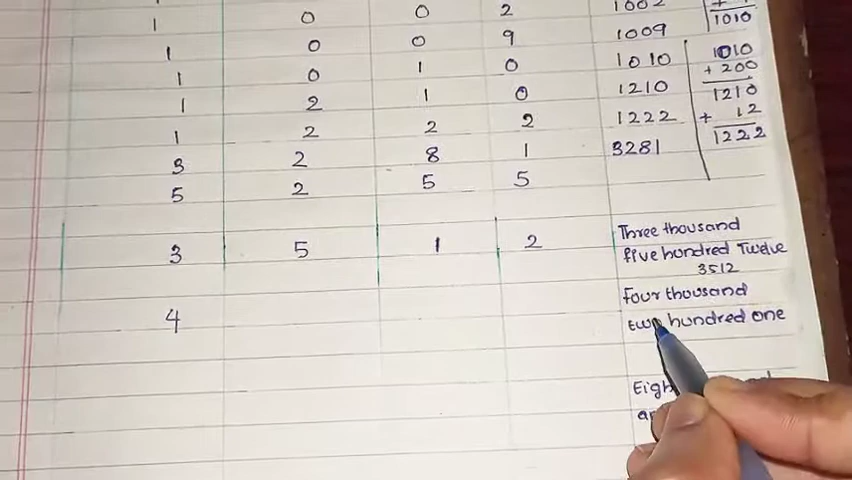 1 0 0 2 1002
1010
1 0 0 9 1009
1 0 1 0 1010 1010
+ 200
1 2 1 0 1210 1210
+ 12
1 2 2 2 1222 1222
3 2 8 1 3281
5 2 5 5
3 5 1 2 Three thousand
five hundred Twelve
3512
4 Four thousand
two hundred one